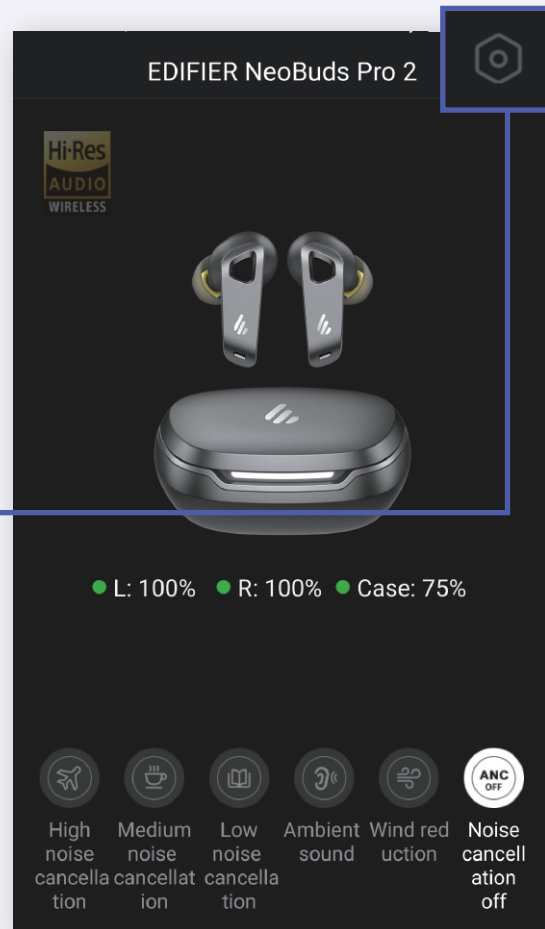 EDIFIER NeoBuds Pro 2
Hi-Res
AUDIO
WIRELESS
L: 100% R: 100% Case: 75%
ANC
OFF
High
noise
cancella
tion
Medium
noise
cancellat
ion
Low
noise
cancella
tion
Ambient
sound
Wind red
uction
Noise
cancell
ation
off